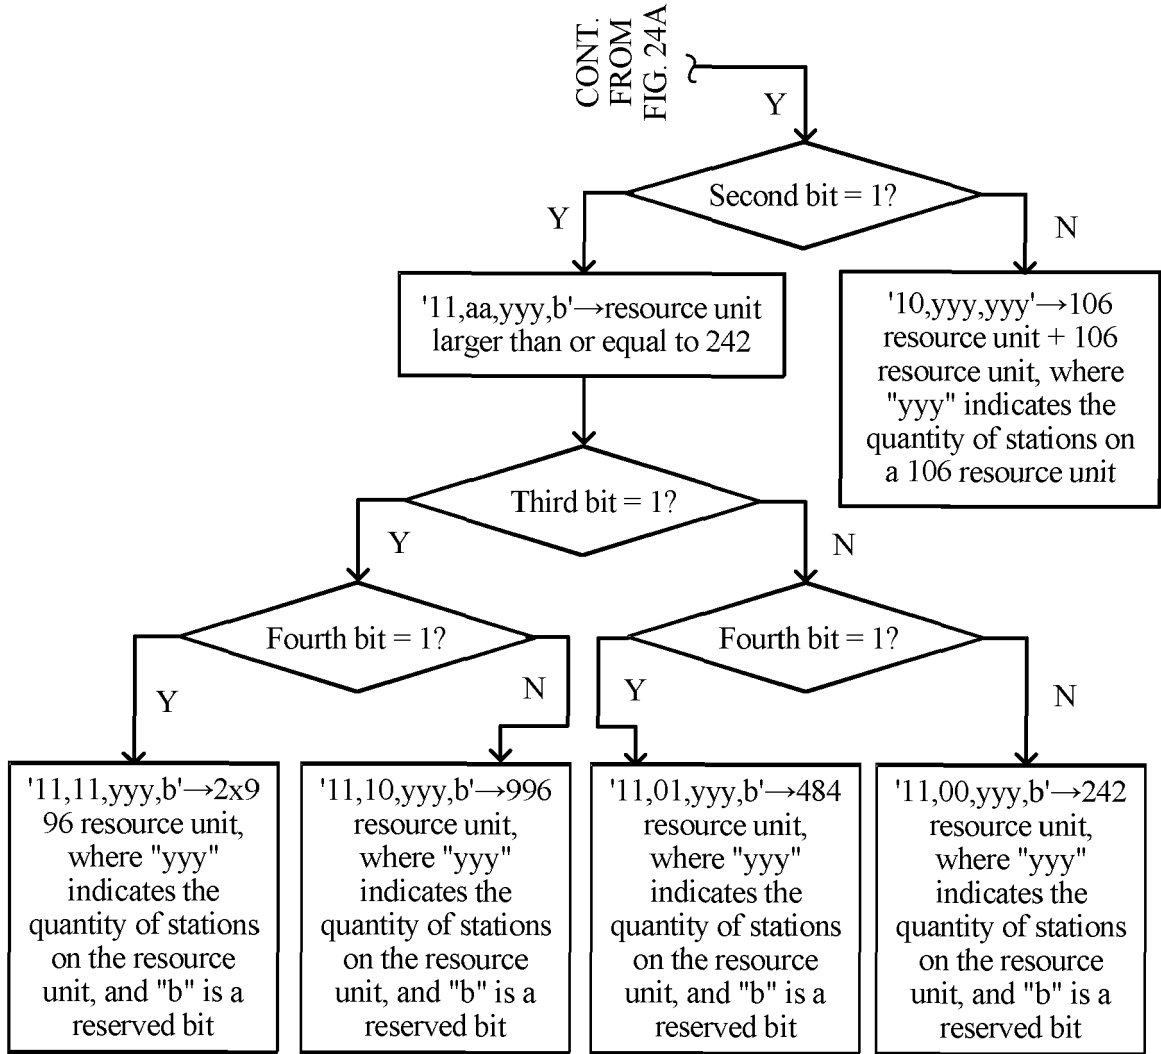 CONT.
FROM
FIG. 24A
Y
Second bit = 1?
Y
N
'11,aa,yyy,b'→resource unit
larger than or equal to 242
'10,yyy,yyy'→106
resource unit + 106
resource unit, where
"yyy" indicates the
quantity of stations on
a 106 resource unit
Third bit = 1?
Y
N
Fourth bit = 1?
Fourth bit = 1?
Y
N
Y
N
'11,11,yyy,b'→2x9
96 resource unit,
where "yyy"
indicates the
quantity of stations
on the resource
unit, and "b" is a
reserved bit
'11,10,yyy,b'→996
resource unit,
where "yyy"
indicates the
quantity of stations
on the resource
unit, and "b" is a
reserved bit
'11,01,yyy,b'→484
resource unit,
where "yyy"
indicates the
quantity of stations
on the resource
unit, and "b" is a
reserved bit
'11,00,yyy,b'→242
resource unit,
where "yyy"
indicates the
quantity of stations
on the resource
unit, and "b" is a
reserved bit